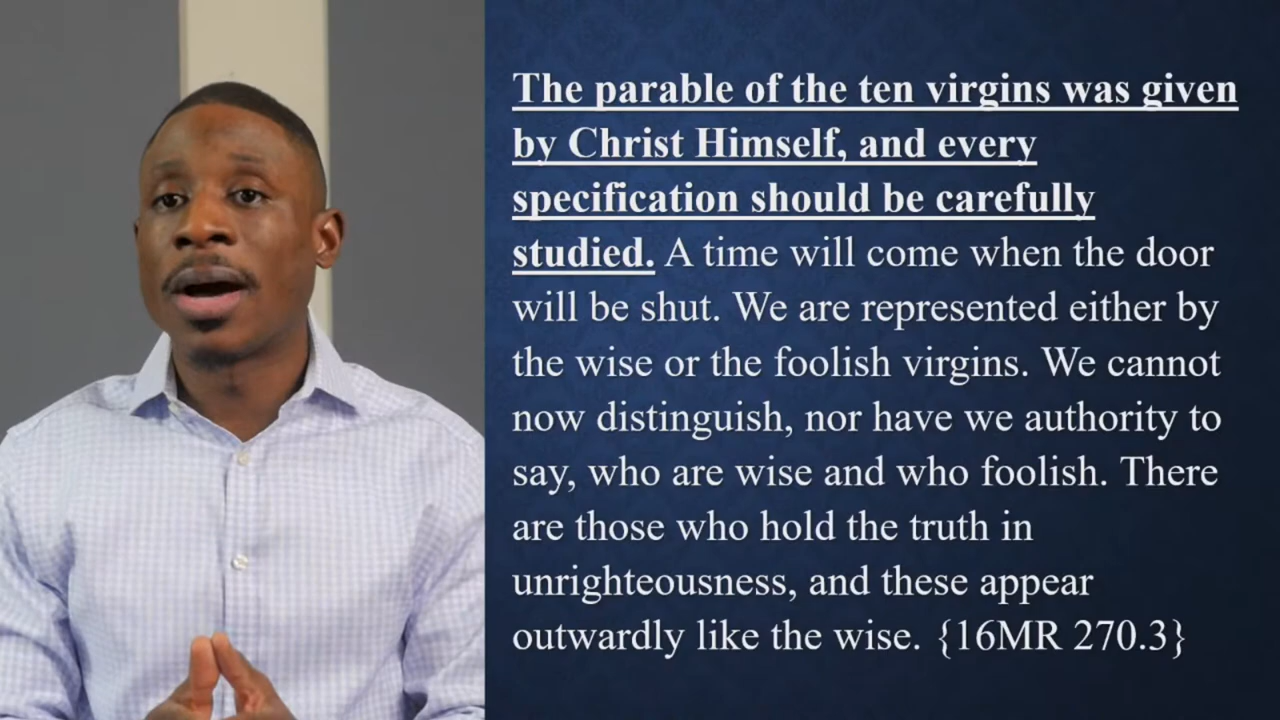 The parable of the ten virgins was given
by Christ Himself, and every
specification should be carefully
studied. A time will come when the door
will be shut. We are represented either by
the wise or the foolish virgins. We cannot
now distinguish, nor have we authority to
say, who are wise and who foolish. There
are those who hold the truth in
unrighteousness, and these appear
outwardly like the wise. {16MR 270.3}